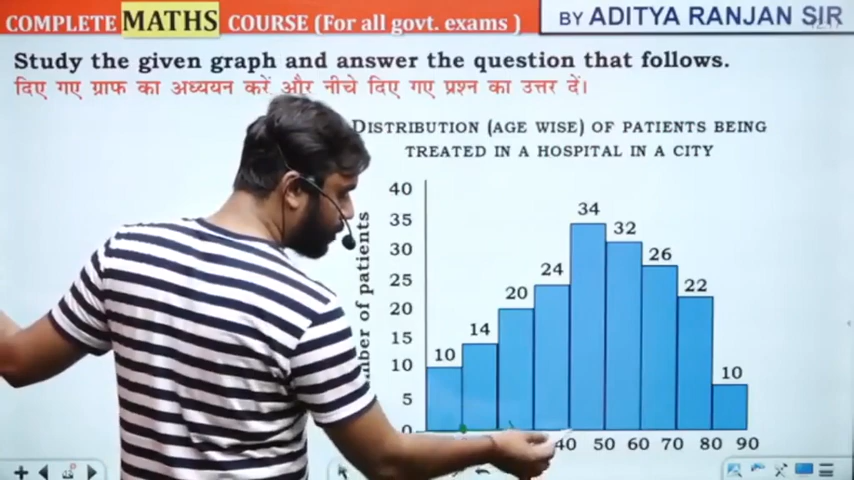 COMPLETE MATHS COURSE (For all govt. exams )
BY ADITYA RANJAN SIR
Study the given graph and answer the question that follows.
दिए गए ग्राफ का अध्ययन करें और नीचे दिए गए प्रश्न का उत्तर दें।
DISTRIBUTION (AGE WISE) OF PATIENTS BEING
TREATED IN A HOSPITAL IN A CITY
of patients
40
35
30
25
20
15
10
5
0
10
14
20
24
34
32
26
22
10
40 50 60 70 80 90